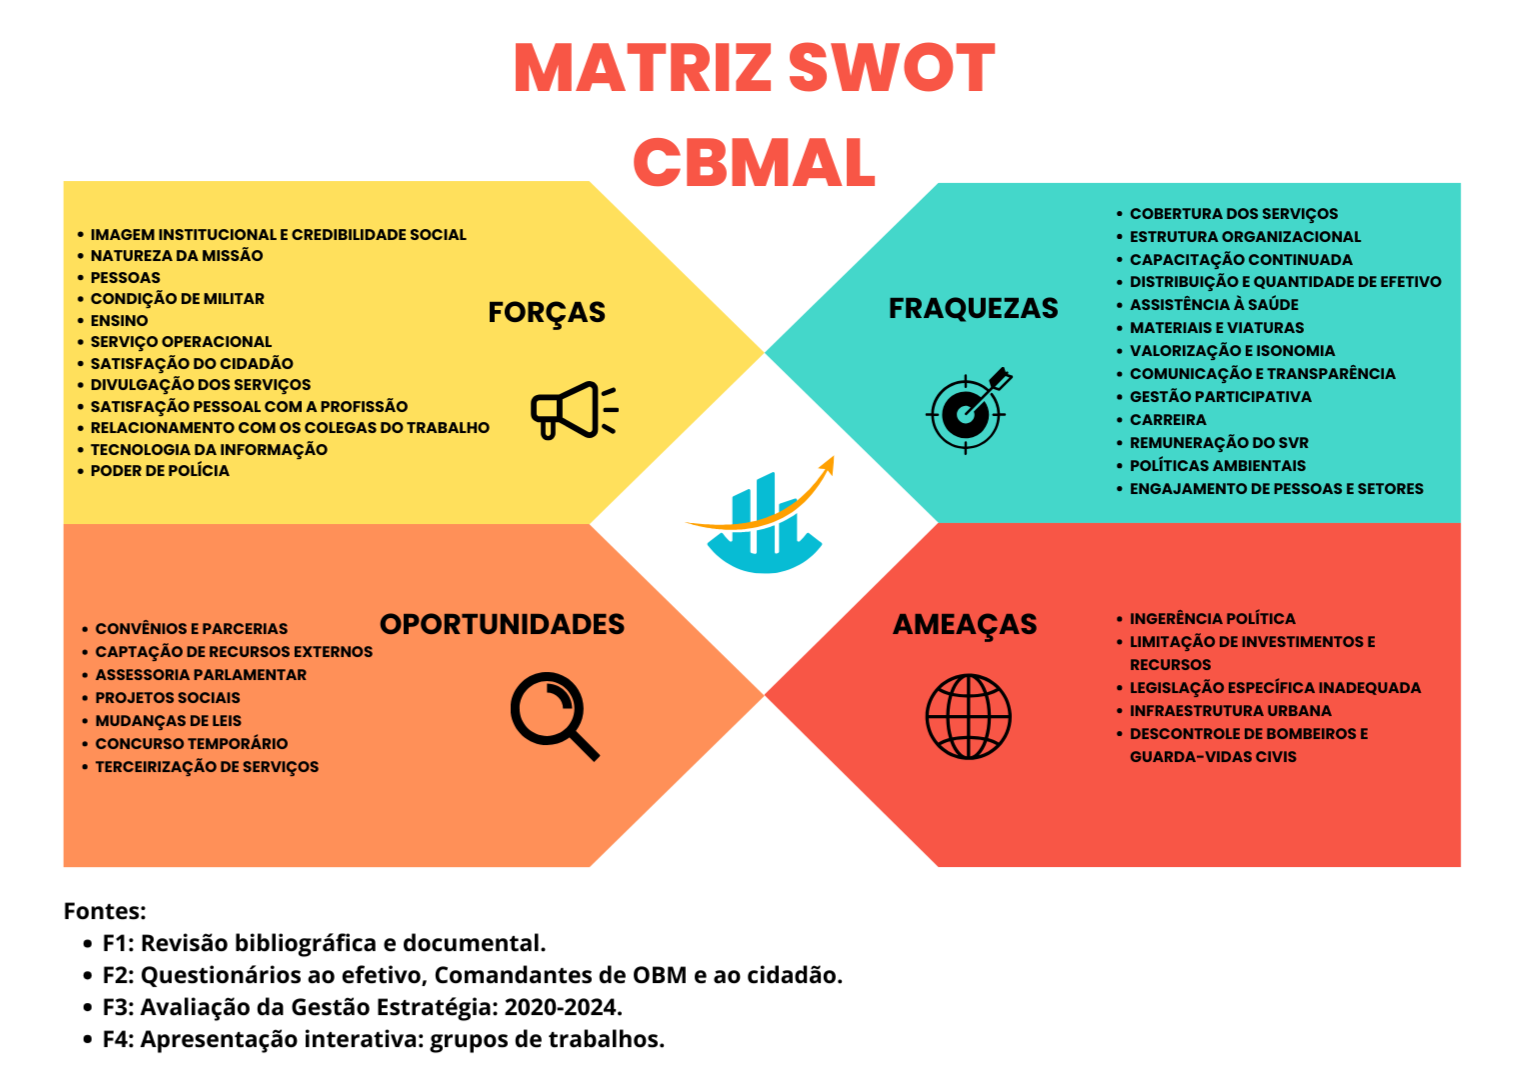 MATRIZ SWOT
CBMAL
• IMAGEM INSTITUCIONAL E CREDIBILIDADE SOCIAL
• NATUREZA DA MISSÃO
• PESSOAS
• CONDIÇÃO DE MILITAR
• ENSINO
• SERVIÇO OPERACIONAL
• SATISFAÇÃO DO CIDADÃO
• DIVULGAÇÃO DOS SERVIÇOS
• SATISFAÇÃO PESSOAL COM A PROFISSÃO
• RELACIONAMENTO COM OS COLEGAS DO TRABALHO
• TECNOLOGIA DA INFORMAÇÃO
• PODER DE POLÍCIA
FORÇAS
FRAQUEZAS
• COBERTURA DOS SERVIÇOS
• ESTRUTURA ORGANIZACIONAL
• CAPACITAÇÃO CONTINUADA
• DISTRIBUIÇÃO E QUANTIDADE DE EFETIVO
• ASSISTÊNCIA À SAÚDE
• MATERIAIS E VIATURAS
• VALORIZAÇÃO E ISONOMIA
• COMUNICAÇÃO E TRANSPARÊNCIA
• GESTÃO PARTICIPATIVA
• CARREIRA
• REMUNERAÇÃO DO SVR
• POLÍTICAS AMBIENTAIS
• ENGAJAMENTO DE PESSOAS E SETORES
OPORTUNIDADES
• CONVÊNIOS E PARCERIAS
• CAPTAÇÃO DE RECURSOS EXTERNOS
• ASSESSORIA PARLAMENTAR
• PROJETOS SOCIAIS
• MUDANÇAS DE LEIS
• CONCURSO TEMPORÁRIO
• TERCEIRIZAÇÃO DE SERVIÇOS
AMEAÇAS
• INGERÊNCIA POLÍTICA
• LIMITAÇÃO DE INVESTIMENTOS E
RECURSOS
• LEGISLAÇÃO ESPECÍFICA INADEQUADA
• INFRAESTRUTURA URBANA
• DESCONTROLE DE BOMBEIROS E
GUARDA-VIDAS CIVIS
Fontes:
• F1: Revisão bibliográfica e documental.
• F2: Questionários ao efetivo, Comandantes de OBM e ao cidadão.
• F3: Avaliação da Gestão Estratégia: 2020-2024.
• F4: Apresentação interativa: grupos de trabalhos.